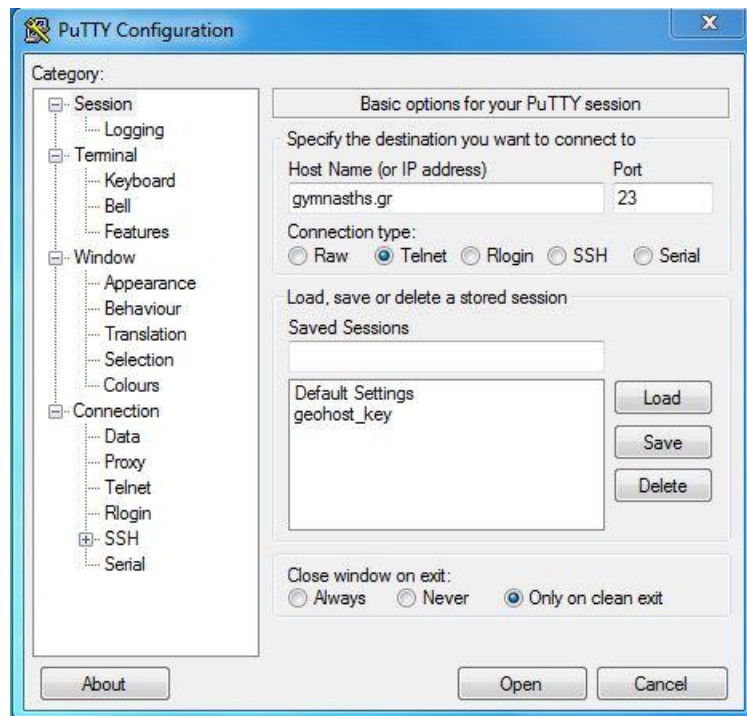 PuTTY Configuration
X
Category:
Session
Logging
Terminal
Keyboard
Bell
Features
Window
Appearance
Behaviour
Translation
Selection
Colours
Connection
Data
Proxy
Telnet
Rlogin
SSH
Serial
Basic options for your PuTTY session
Specify the destination you want to connect to
Host Name (or IP address) Port
gymnasths.gr 23
Connection type:
Raw Telnet Rlogin SSH Serial
Load, save or delete a stored session
Saved Sessions
Default Settings
geohost_key
Load
Save
Delete
Close window on exit:
Always Never Only on clean exit
About Open Cancel